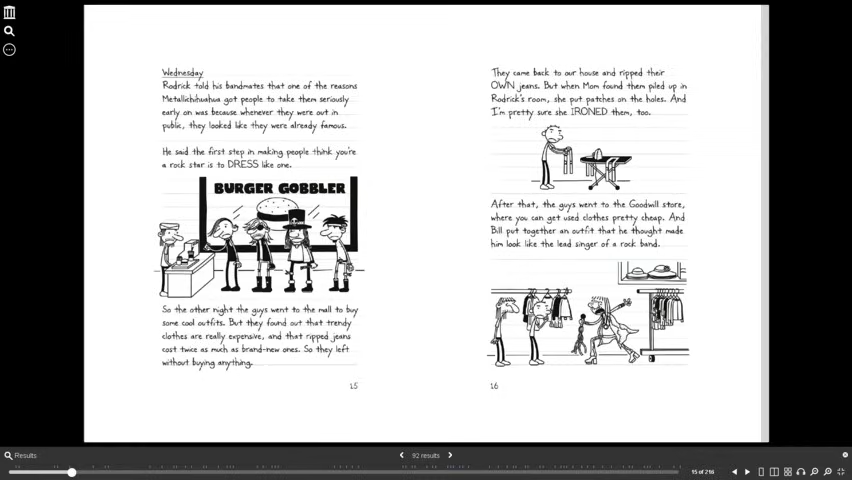 Wednesday
Rodrick told his bandmates that one of the reasons
Metallichihuahua got people to take them seriously
early on was because whenever they were out in
public, they looked like they were already famous.
He said the first step in making people think you're
a rock star is to DRESS like one.
BURGER GOBBLER
So the other night the guys went to the mall to buy
some cool outfits. But they found out that trendy
clothes are really expensive, and that ripped jeans
cost twice as much as brand-new ones. So they left
without buying anything.
15
They came back to our house and ripped their
OWN jeans. But when Mom found them piled up in
Rodrick's room, she put patches on the holes. And
I'm pretty sure she IRONED them, too.
After that, the guys went to the Goodwill store,
where you can get used clothes pretty cheap. And
Bill put together an outfit that he thought made
him look like the lead singer of a rock band.
16
Results
92 results
15 of 216